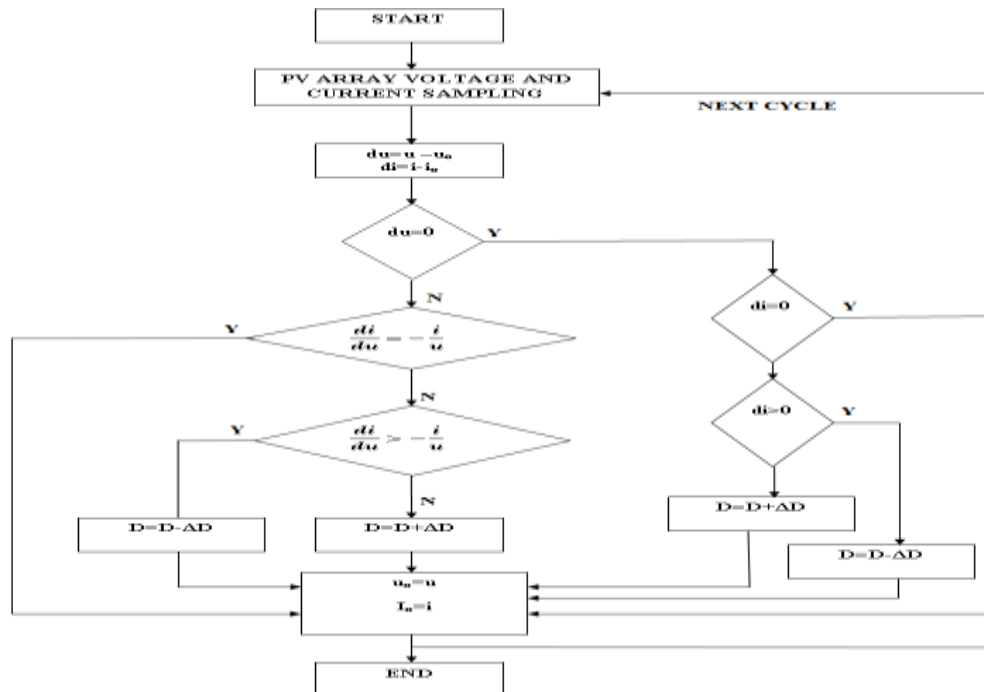 START
PV ARRAY VOLTAGE AND
CURRENT SAMPLING
NEXT CYCLE
du=u –uₒ
di=i-iₒ
du=0
Y
N
di=0
Y
Y
di/du = - i/u
N
di>0
Y
Y
di/du > - i/u
N
D=D-ΔD
D=D+ΔD
D=D+ΔD
D=D-ΔD
uₒ=u
Iₒ=i
END